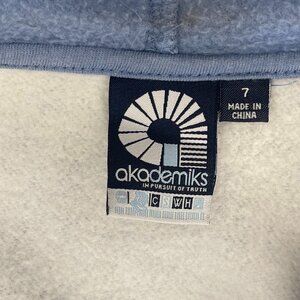 akademiks
IN PURSUIT OF TRUTH
C S W H
7
MADE IN
CHINA